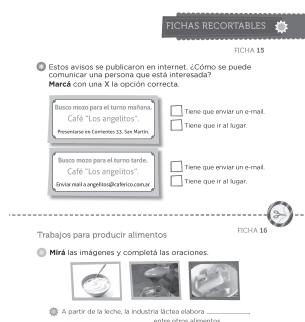 FICHAS RECORTABLES
FICHA 15
Estos avisos se publicaron en internet. ¿Cómo se puede
comunicar una persona que está interesada?
Marcá con una X la opción correcta.
Busco mozo para el turno mañana.
Café "Los angelitos".
Presentarse en Corrientes 33. San Martín.
Tiene que enviar un e-mail.
Tiene que ir al lugar.
Busco mozo para el turno tarde.
Café "Los angelitos".
Enviar mail a angelitos@caferico.com.ar
Tiene que enviar un e-mail.
Tiene que ir al lugar.
FICHA 16
Trabajos para producir alimentos
Mirá las imágenes y completá las oraciones.
A partir de la leche, la industria láctea elabora
entre otros alimentos.